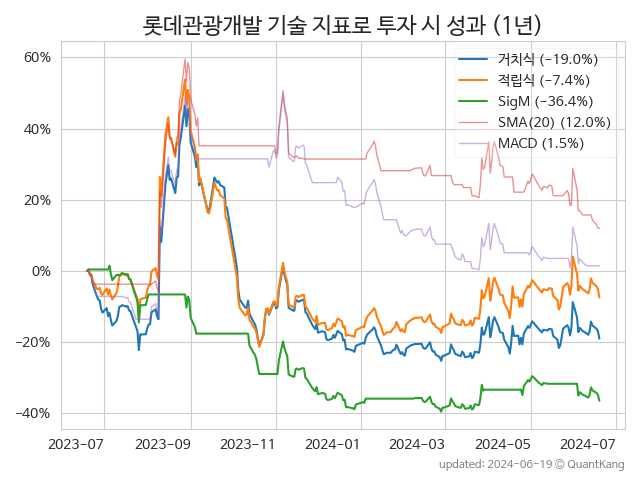 롯데관광개발 기술 지표로 투자 시 성과 (1년)
거치식 (−19.0%)
적립식 (−7.4%)
SigM (−36.4%)
SMA(20) (12.0%)
MACD (1.5%)
60%
40%
20%
0%
−20%
−40%
2023-07 2023-09 2023-11 2024-01 2024-03 2024-05 2024-07
updated: 2024-06-19 © QuantKang